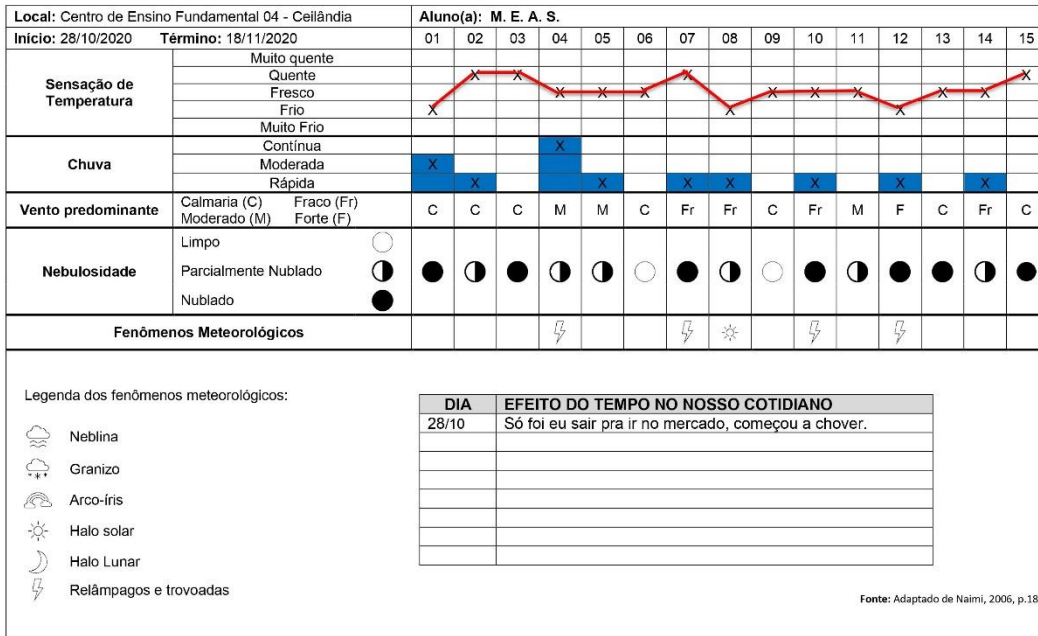 Local: Centro de Ensino Fundamental 04 - Ceilândia Aluno(a): M. E. A. S.
Início: 28/10/2020 Término: 18/11/2020 01 02 03 04 05 06 07 08 09 10 11 12 13 14 15
Sensação de Temperatura
Muito quente
Quente X X X X
Fresco X X X X X X X X
Frio X X X
Muito Frio
Chuva
Contínua X
Moderada X
Rápida X X X X X X X
Vento predominante
Calmaria (C) Fraco (Fr)
Moderado (M) Forte (F)
C C C M M C Fr Fr C Fr M F C Fr C
Nebulosidade
Limpo
Parcialmente Nublado
Nublado
Fenômenos Meteorológicos
Legenda dos fenômenos meteorológicos:
Neblina
Granizo
Arco-íris
Halo solar
Halo Lunar
Relâmpagos e trovoadas
DIA EFEITO DO TEMPO NO NOSSO COTIDIANO
28/10 Só foi eu sair pra ir no mercado, começou a chover.
Fonte: Adaptado de Naimi, 2006, p.18